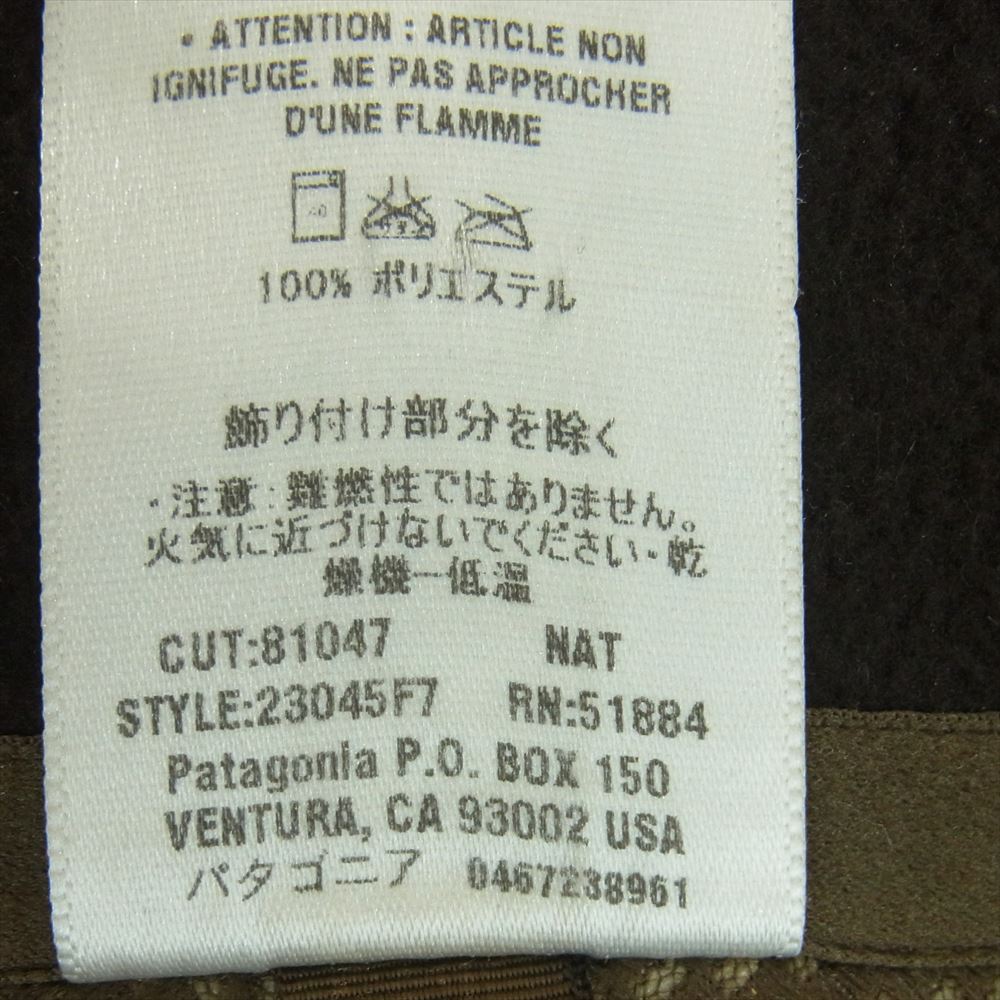 • ATTENTION : ARTICLE NON
IGNIFUGE. NE PAS APPROCHER
D'UNE FLAMME
40
100% ポリエステル
飾り付け部分を除く
・注意：難燃性ではありません。
火気に近づけないでください・乾
燥機一低温
CUT:81047 NAT
STYLE:23045F7 RN:51884
Patagonia P.O. BOX 150
VENTURA, CA 93002 USA
パタゴニア 0467238961